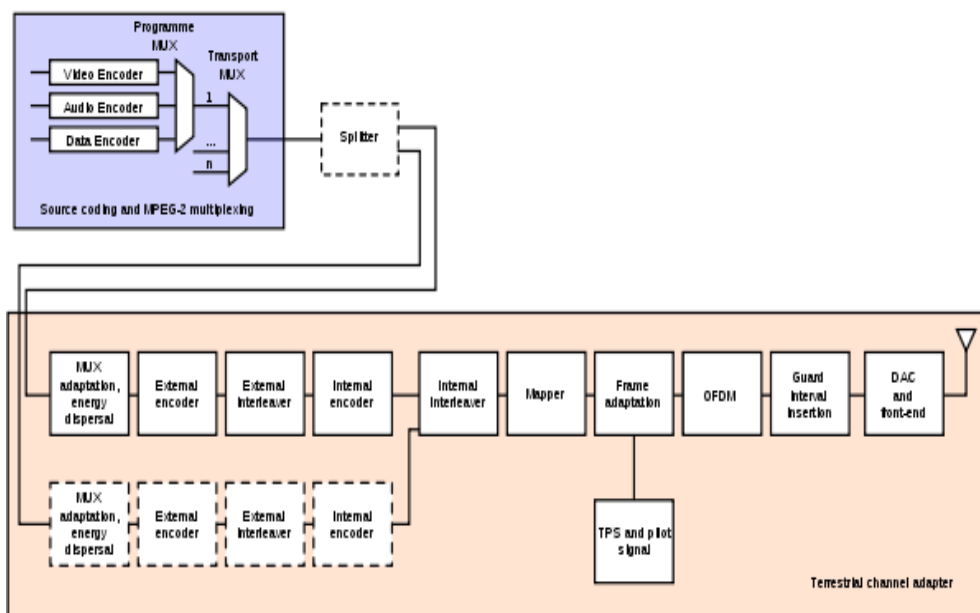 Programme
MUX
Transport
MUX
Video Encoder
Audio Encoder
Data Encoder
1
...
n
Splitter
Source coding and MPEG-2 multiplexing
MUX
adaptation,
energy
dispersal
External
encoder
External
interleaver
Internal
encoder
Internal
interleaver
Mapper
Frame
adaptation
OFDM
Guard
interval
insertion
DAC
and
front-end
MUX
adaptation,
energy
dispersal
External
encoder
External
interleaver
Internal
encoder
TPS and pilot
signal
Terrestrial channel adapter